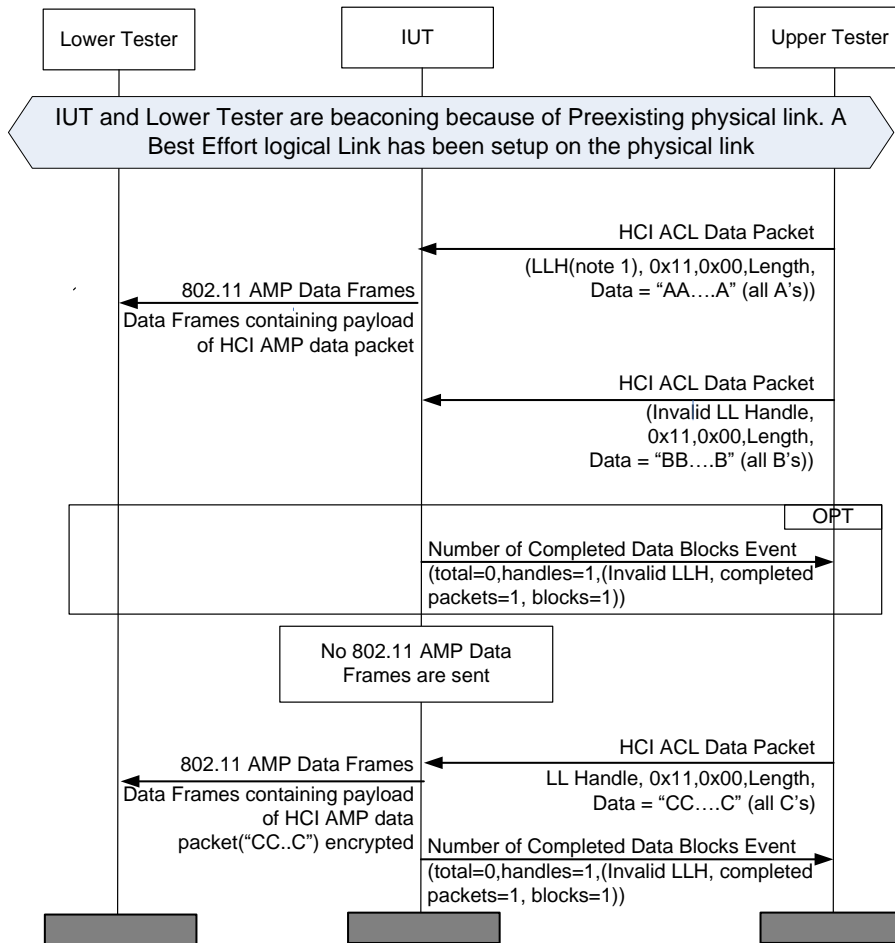 Lower Tester
IUT
Upper Tester
IUT and Lower Tester are beaconing because of Preexisting physical link. A
Best Effort logical Link has been setup on the physical link
HCI ACL Data Packet
(LLH(note 1), 0x11,0x00,Length,
Data = “AA….A” (all A’s))
802.11 AMP Data Frames
Data Frames containing payload
of HCI AMP data packet
HCI ACL Data Packet
(Invalid LL Handle,
0x11,0x00,Length,
Data = “BB….B” (all B’s))
OPT
Number of Completed Data Blocks Event
(total=0,handles=1,(Invalid LLH, completed
packets=1, blocks=1))
No 802.11 AMP Data
Frames are sent
HCI ACL Data Packet
LL Handle, 0x11,0x00,Length,
Data = “CC….C” (all C’s)
802.11 AMP Data Frames
Data Frames containing payload
of HCI AMP data
packet(“CC..C”) encrypted
Number of Completed Data Blocks Event
(total=0,handles=1,(Invalid LLH, completed
packets=1, blocks=1))